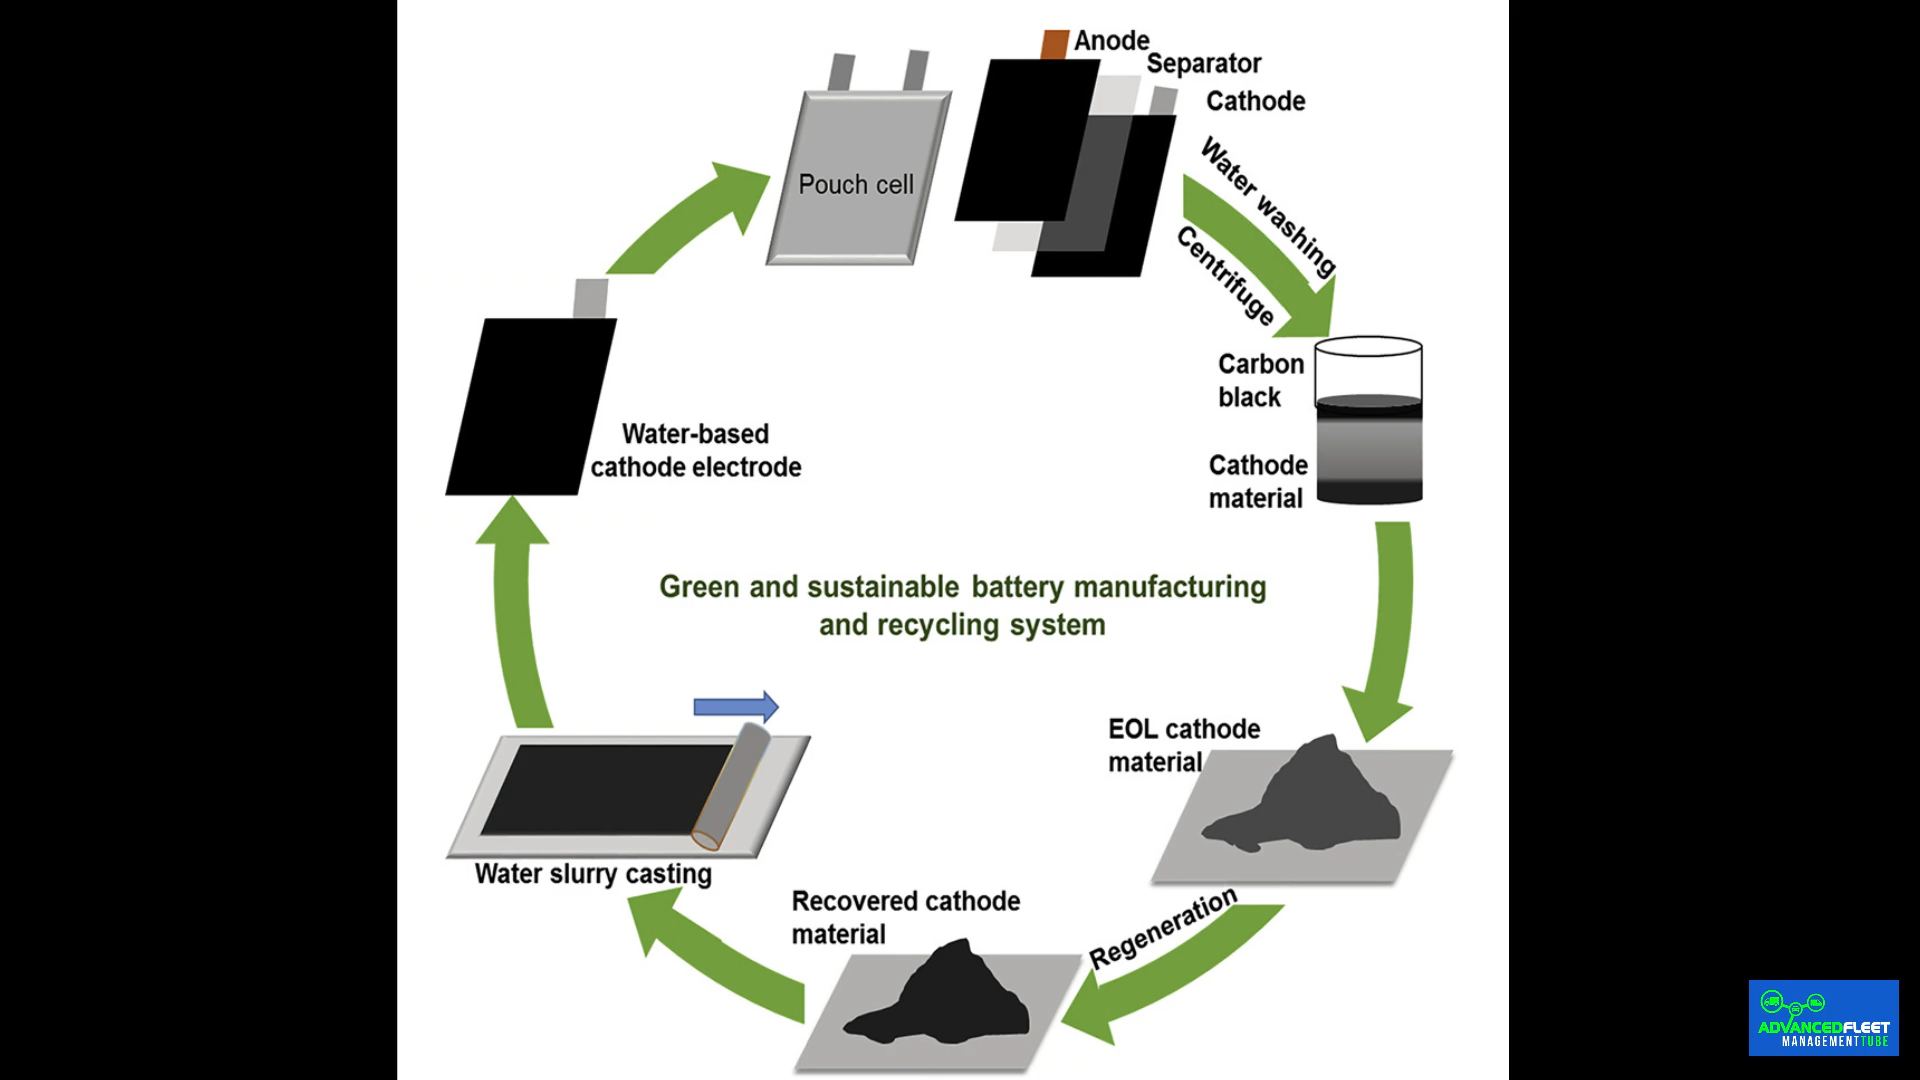 Anode
Separator
Cathode
Pouch cell
Water washing
Centrifuge
Carbon
black
Cathode
material
Water-based
cathode electrode
Green and sustainable battery manufacturing
and recycling system
EOL cathode
material
Regeneration
Recovered cathode
material
Water slurry casting
ADVANCEDFLEET
MANAGEMENTTUBE